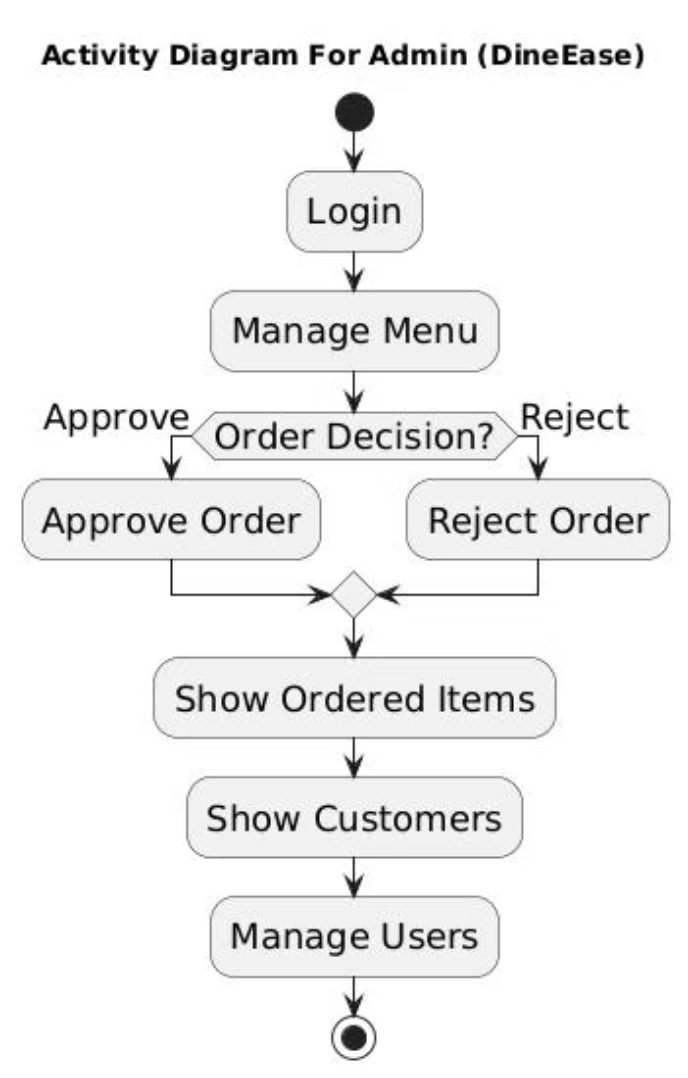 Activity Diagram For Admin (DineEase)
Login
Manage Menu
Approve
Order Decision?
Reject
Approve Order
Reject Order
Show Ordered Items
Show Customers
Manage Users